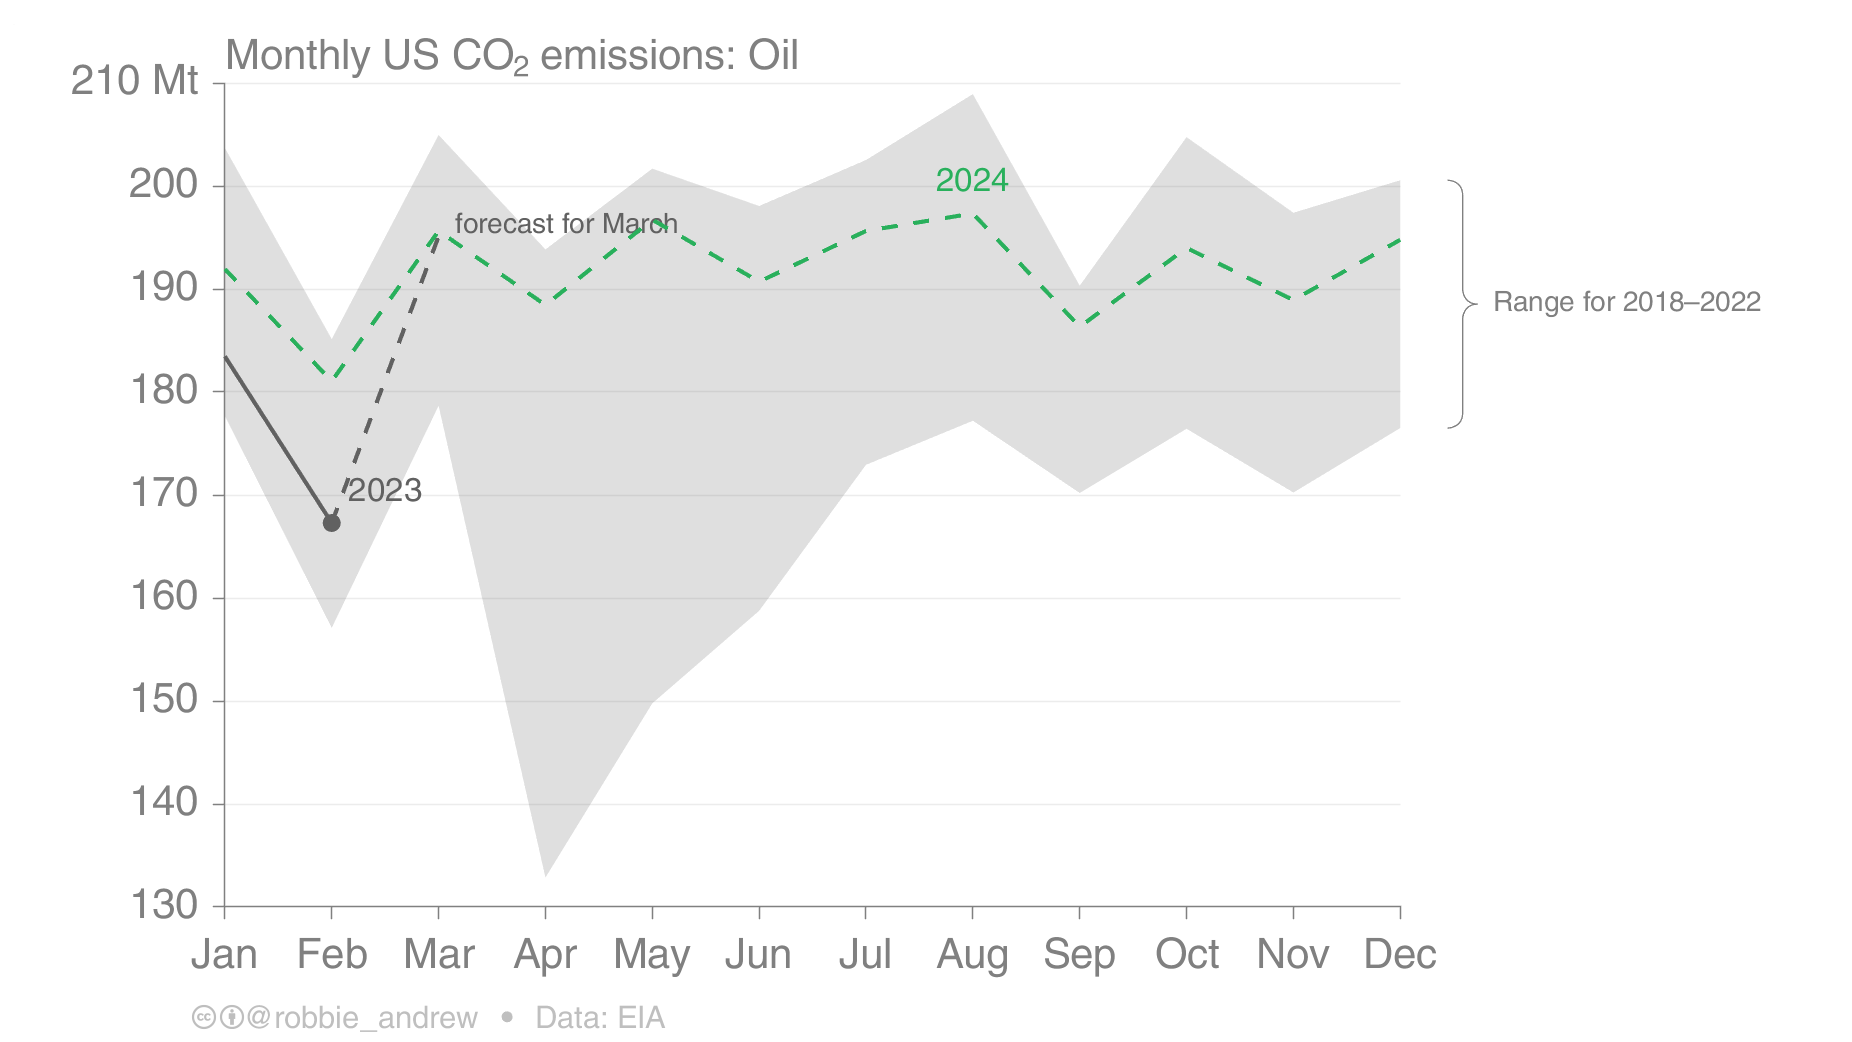 Monthly US CO₂ emissions: Oil
210 Mt
200
190
180
170
160
150
140
130
2024
forecast for March
2023
Range for 2018–2022
Jan Feb Mar Apr May Jun Jul Aug Sep Oct Nov Dec
cc @robbie_andrew • Data: EIA